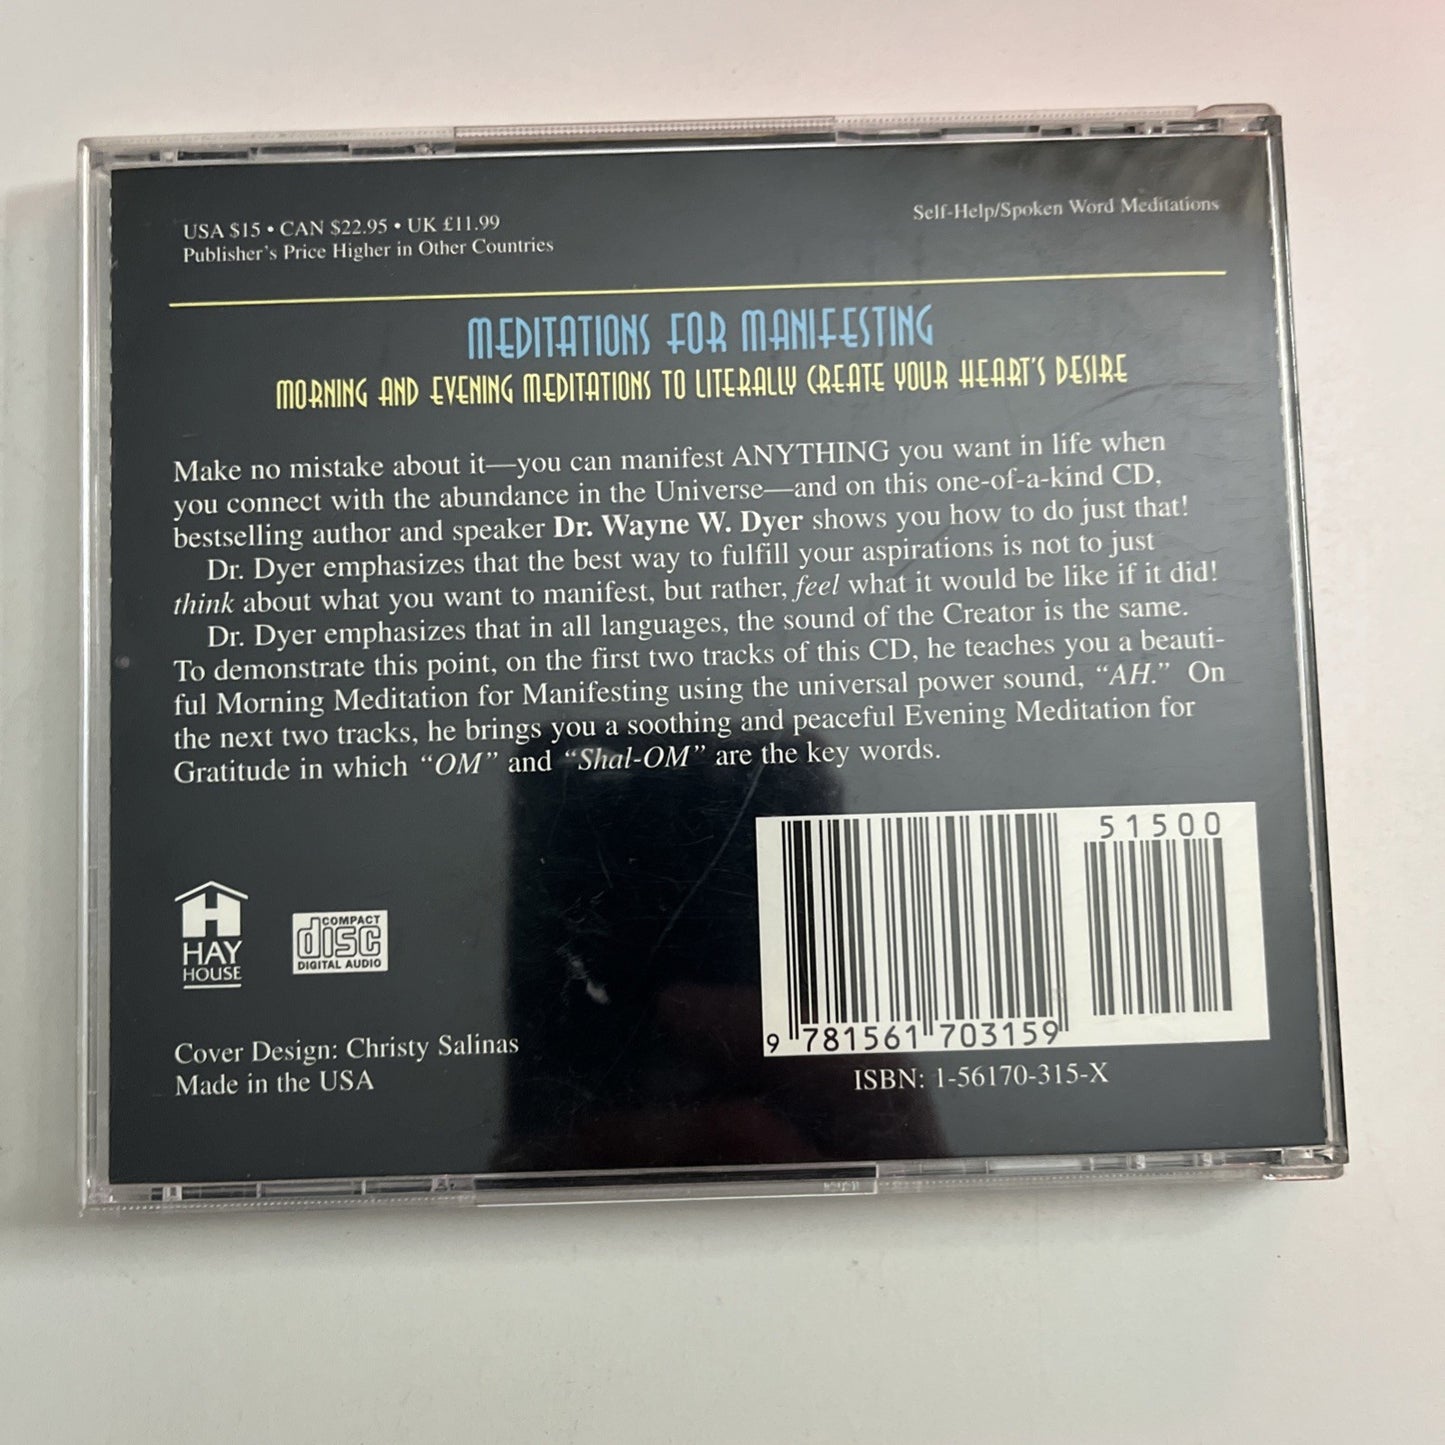 USA $15 • CAN $22.95 • UK £11.99
Publisher's Price Higher in Other Countries
Self-Help/Spoken Word Meditations
MEDITATIONS FOR MANIFESTING
MORNING AND EVENING MEDITATIONS TO LITERALLY CREATE YOUR HEART'S DESIRE
Make no mistake about it—you can manifest ANYTHING you want in life when
you connect with the abundance in the Universe—and on this one-of-a-kind CD,
bestselling author and speaker Dr. Wayne W. Dyer shows you how to do just that!
Dr. Dyer emphasizes that the best way to fulfill your aspirations is not to just
think about what you want to manifest, but rather, feel what it would be like if it did!
Dr. Dyer emphasizes that in all languages, the sound of the Creator is the same.
To demonstrate this point, on the first two tracks of this CD, he teaches you a beauti-
ful Morning Meditation for Manifesting using the universal power sound, “AH.” On
the next two tracks, he brings you a soothing and peaceful Evening Meditation for
Gratitude in which “OM” and “Shal-OM” are the key words.
HAY
HOUSE
COMPACT
disc
DIGITAL AUDIO
Cover Design: Christy Salinas
Made in the USA
51500
9 781561 703159
ISBN: 1-56170-315-X